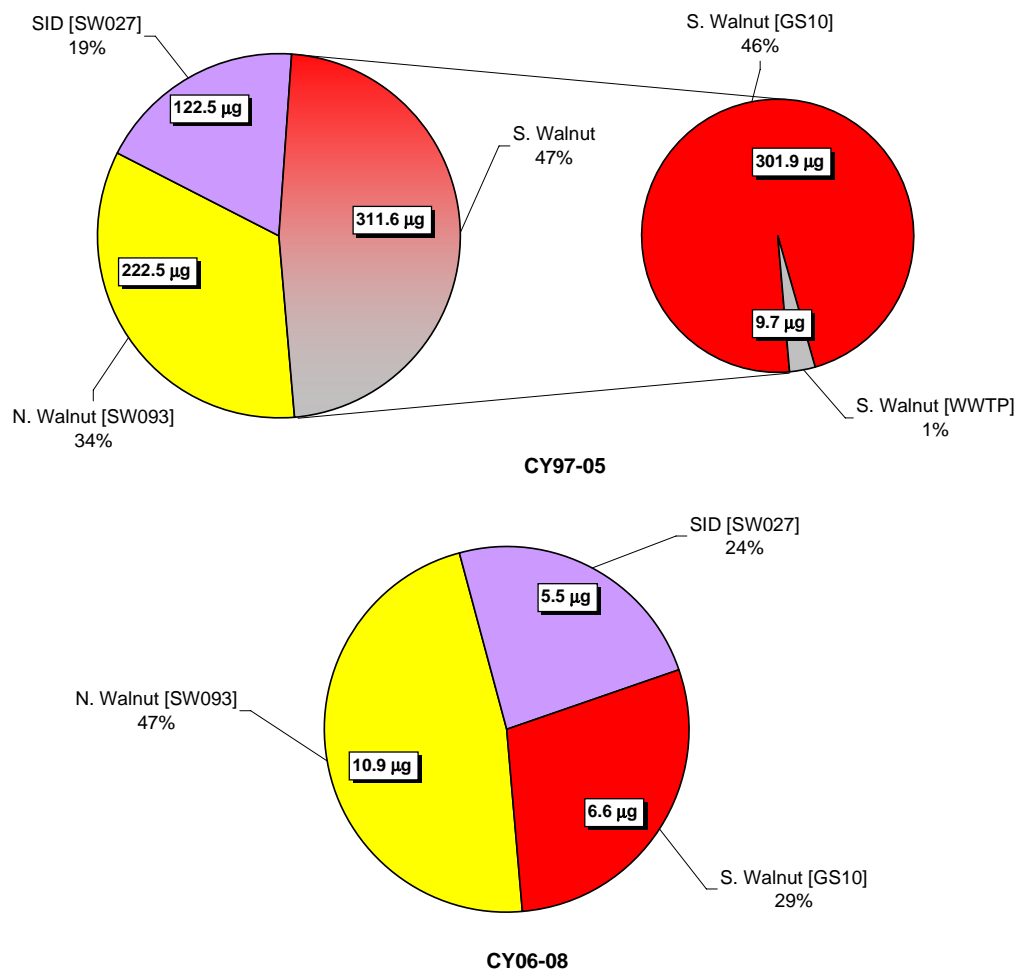 SID [SW027]
19%
122.5 µg
S. Walnut
47%
311.6 µg
222.5 µg
N. Walnut [SW093]
34%
S. Walnut [GS10]
46%
301.9 µg
9.7 µg
S. Walnut [WWTP]
1%
CY97-05
SID [SW027]
24%
5.5 µg
N. Walnut [SW093]
47%
10.9 µg
6.6 µg
S. Walnut [GS10]
29%
CY06-08